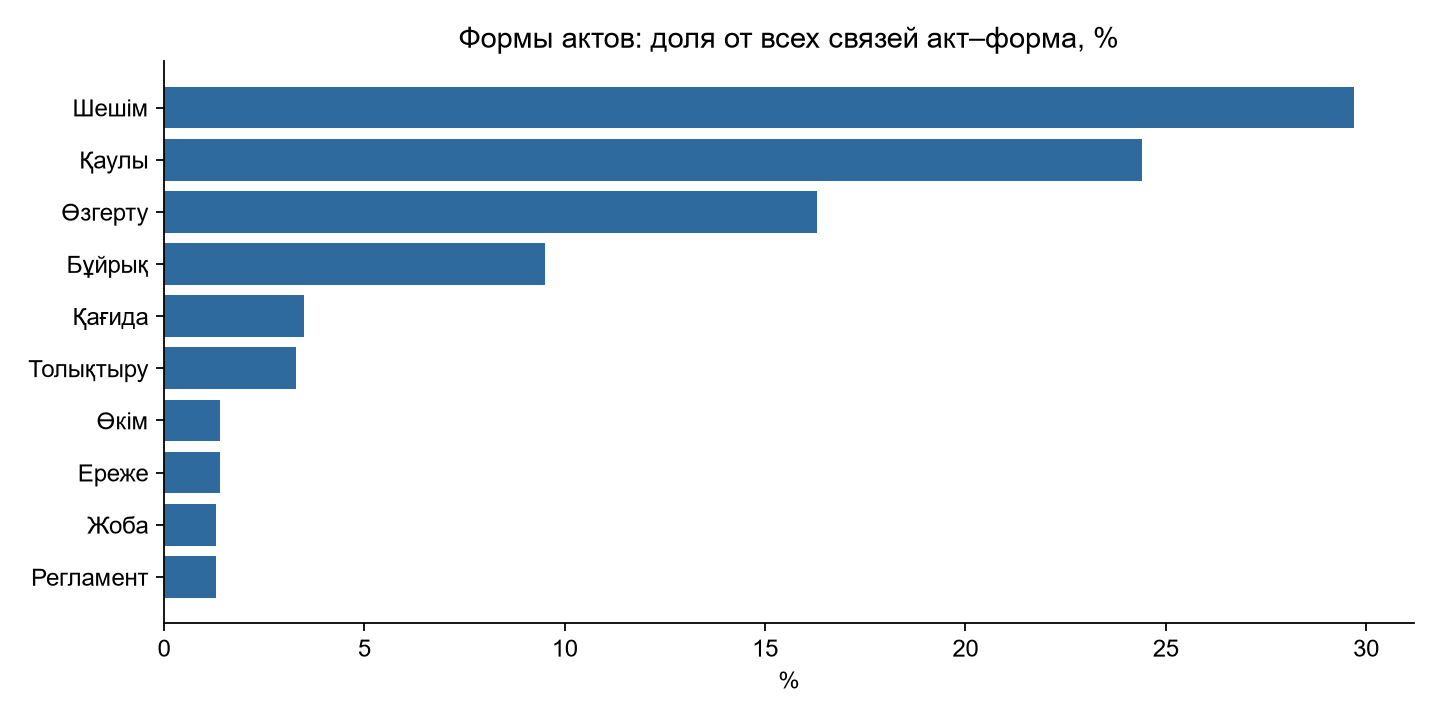 Формы актов: доля от всех связей акт–форма, %
Шешім
Қаулы
Өзгерту
Бұйрық
Қағида
Толықтыру
Өкім
Ереже
Жоба
Регламент
0 5 10 15 20 25 30
%